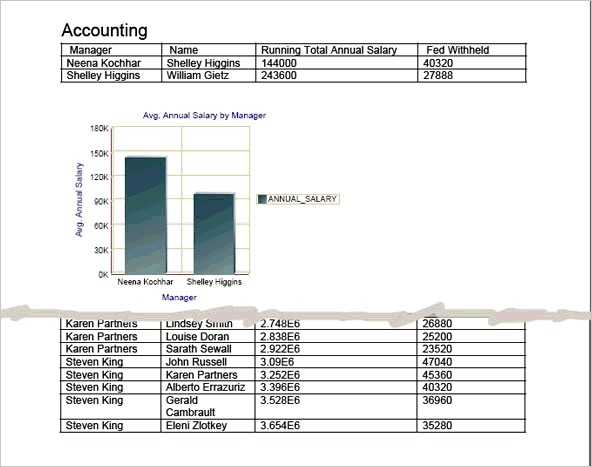 Accounting
Manager Name Running Total Annual Salary Fed Withheld
Neena Kochhar Shelley Higgins 144000 40320
Shelley Higgins William Gietz 243600 27888
Avg. Annual Salary by Manager
180K
150K
120K
90K
60K
30K
0K
Avg. Annual Salary
ANNUAL_SALARY
Neena Kochhar Shelley Higgins
Manager
Karen Partners Lindsey Smith 2.748E6 26880
Karen Partners Louise Doran 2.838E6 25200
Karen Partners Sarath Sewall 2.922E6 23520
Steven King John Russell 3.09E6 47040
Steven King Karen Partners 3.252E6 45360
Steven King Alberto Errazuriz 3.396E6 40320
Steven King Gerald 3.528E6 36960
Cambrault
Steven King Eleni Zlotkey 3.654E6 35280